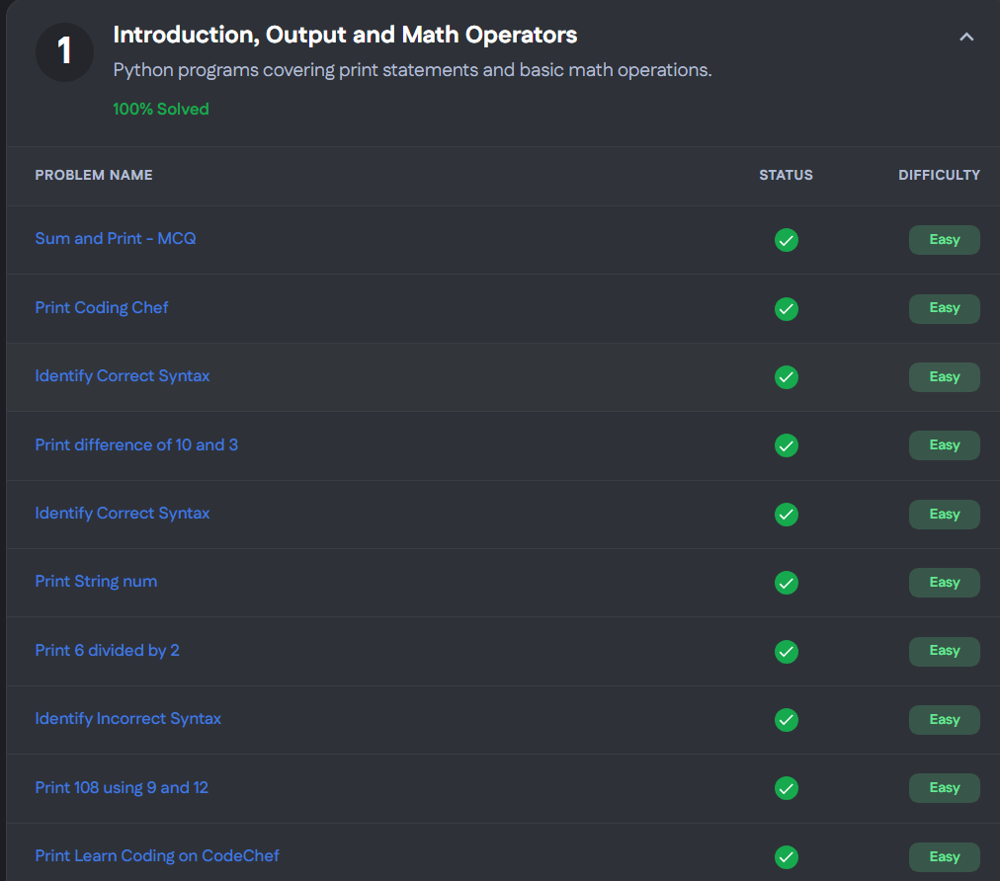 1
Introduction, Output and Math Operators
Python programs covering print statements and basic math operations.
100% Solved
PROBLEM NAME STATUS DIFFICULTY
Sum and Print - MCQ Easy
Print Coding Chef Easy
Identify Correct Syntax Easy
Print difference of 10 and 3 Easy
Identify Correct Syntax Easy
Print String num Easy
Print 6 divided by 2 Easy
Identify Incorrect Syntax Easy
Print 108 using 9 and 12 Easy
Print Learn Coding on CodeChef Easy